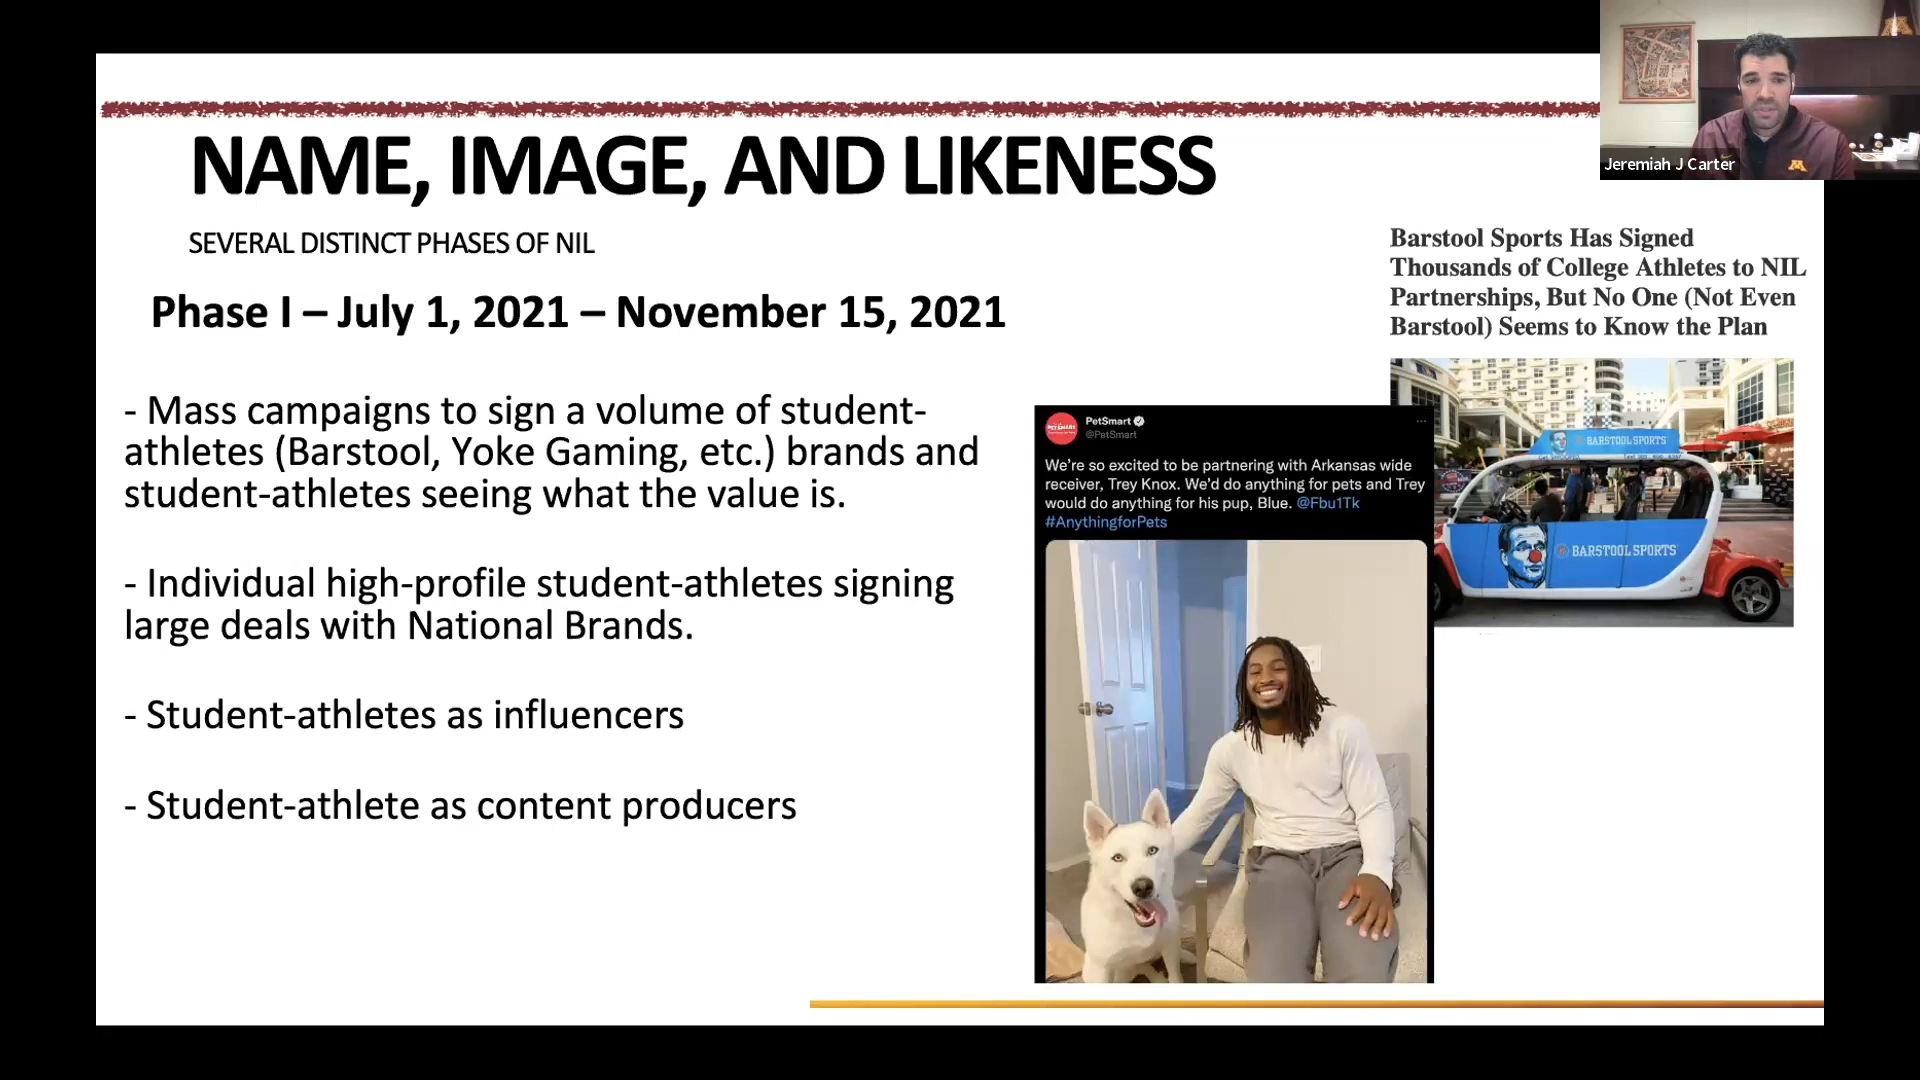 NAME, IMAGE, AND LIKENESS
SEVERAL DISTINCT PHASES OF NIL
Phase I – July 1, 2021 – November 15, 2021
- Mass campaigns to sign a volume of student-
athletes (Barstool, Yoke Gaming, etc.) brands and
student-athletes seeing what the value is.
- Individual high-profile student-athletes signing
large deals with National Brands.
- Student-athletes as influencers
- Student-athlete as content producers
PetSmart
@PetSmart
We're so excited to be partnering with Arkansas wide
receiver, Trey Knox. We'd do anything for pets and Trey
would do anything for his pup, Blue. @Fbu1Tk
#AnythingforPets
Barstool Sports Has Signed
Thousands of College Athletes to NIL
Partnerships, But No One (Not Even
Barstool) Seems to Know the Plan
BARSTOOL SPORTS
BARSTOOL SPORTS
Jeremiah J Carter
M